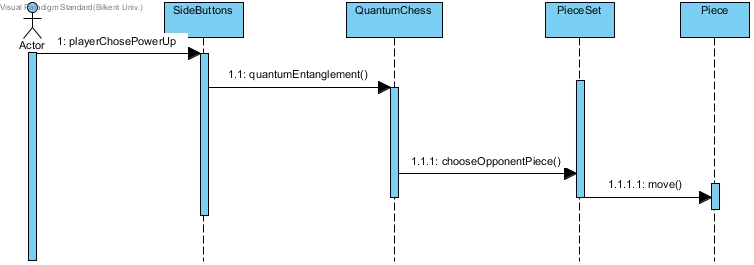 Visual Paradigm Standard(Bilkent Univ.)
SideButtons
QuantumChess
PieceSet
Piece
Actor
1: playerChosePowerUp
1.1: quantumEntanglement()
1.1.1: chooseOpponentPiece()
1.1.1.1: move()